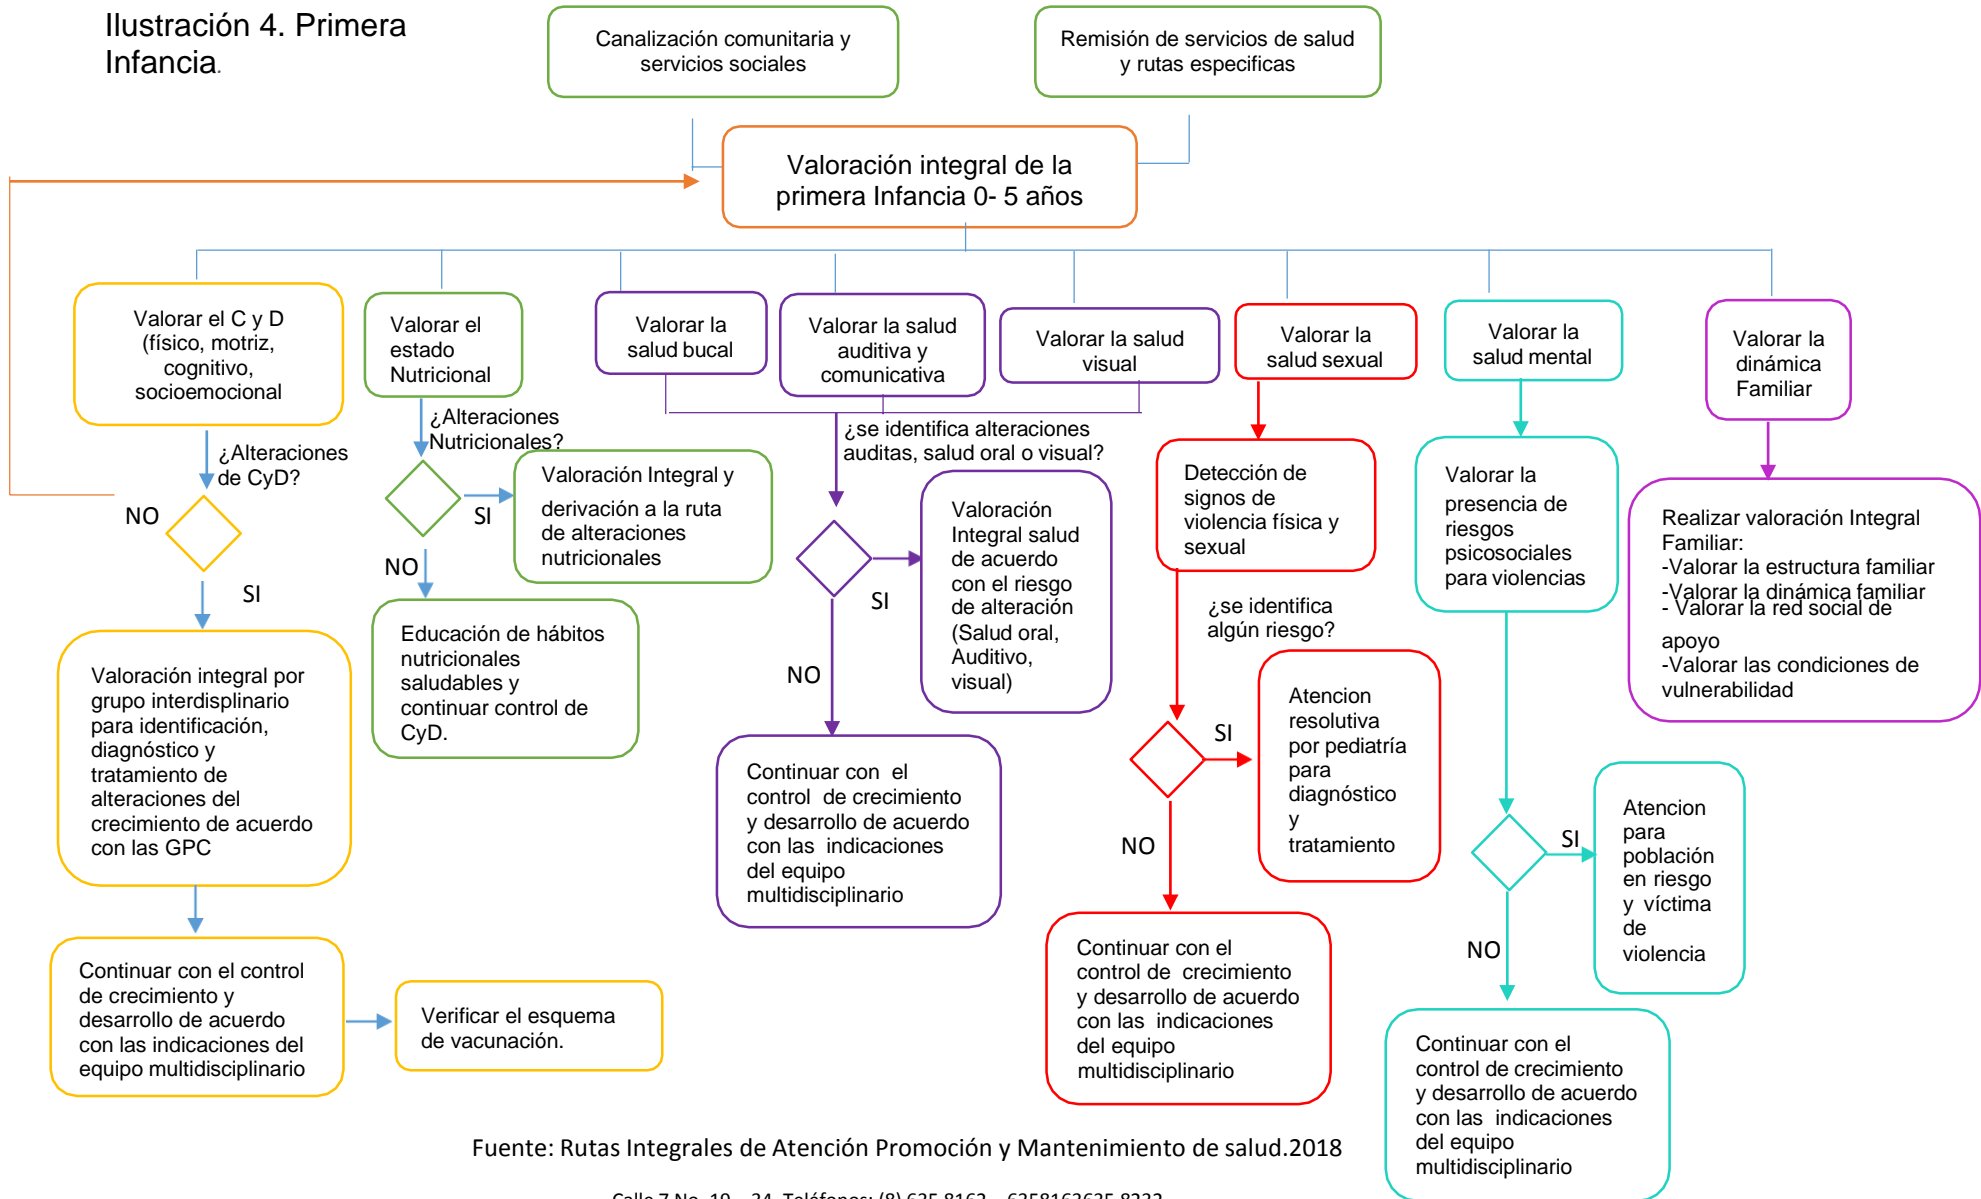 Ilustración 4. Primera
Infancia.
Canalización comunitaria y
servicios sociales
Remisión de servicios de salud
y rutas especificas
Valoración integral de la
primera Infancia 0- 5 años
Valorar el C y D
(físico, motriz,
cognitivo,
socioemocional
Valorar el
estado
Nutricional
Valorar la
salud bucal
Valorar la salud
auditiva y
comunicativa
Valorar la salud
visual
Valorar la
salud sexual
Valorar la
salud mental
Valorar la
dinámica
Familiar
¿Alteraciones
de CyD?
NO
SI
¿Alteraciones
Nutricionales?
SI
NO
Valoración Integral y
derivación a la ruta
de alteraciones
nutricionales
Educación de hábitos
nutricionales
saludables y
continuar control de
CyD.
¿se identifica alteraciones
auditas, salud oral o visual?
SI
NO
Valoración
Integral salud
de acuerdo
con el riesgo
de alteración
(Salud oral,
Auditivo,
visual)
Continuar con  el
control  de crecimiento
y desarrollo de acuerdo
con las  indicaciones
del equipo
multidisciplinario
Detección de
signos de
violencia física y
sexual
¿se identifica
algún riesgo?
SI
NO
Atencion
resolutiva
por pediatría
para
diagnóstico
y
tratamiento
Continuar con el
control de  crecimiento
y desarrollo de acuerdo
con las  indicaciones
del equipo
multidisciplinario
Valorar la
presencia de
riesgos
psicosociales
para violencias
SI
NO
Atencion
para
población
en riesgo
y  víctima
de
violencia
Continuar con el
control de crecimiento
y desarrollo de acuerdo
con las  indicaciones
del equipo
multidisciplinario
Realizar valoración Integral
Familiar:
-Valorar la estructura familiar
-Valorar la dinámica familiar
- Valorar la red social de
apoyo
-Valorar las condiciones de
vulnerabilidad
Valoración integral por
grupo interdisplinario
para identificación,
diagnóstico y
tratamiento de
alteraciones del
crecimiento de acuerdo
con las GPC
Continuar con el control
de crecimiento y
desarrollo de acuerdo
con las indicaciones del
equipo multidisciplinario
Verificar el esquema
de vacunación.
Fuente: Rutas Integrales de Atención Promoción y Mantenimiento de salud.2018
Calle 7 No. 19 – 34, Teléfonos: (8) 635 8162 – 6358163635 8232